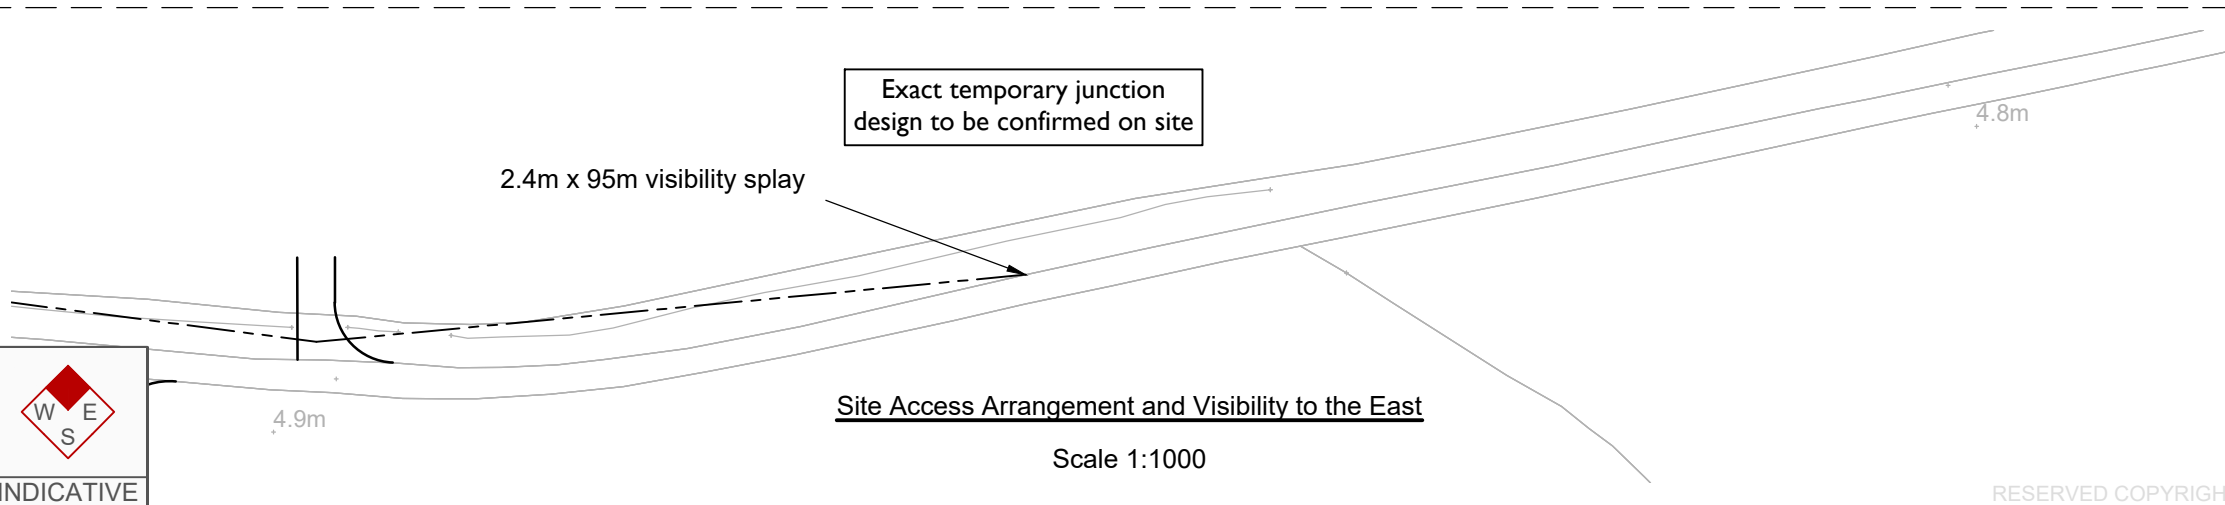 Exact temporary junction
design to be confirmed on site
4.8m
2.4m x 95m visibility splay
W E
S
4.9m
Site Access Arrangement and Visibility to the East
Scale 1:1000
INDICATIVE
RESERVED COPYRIGH